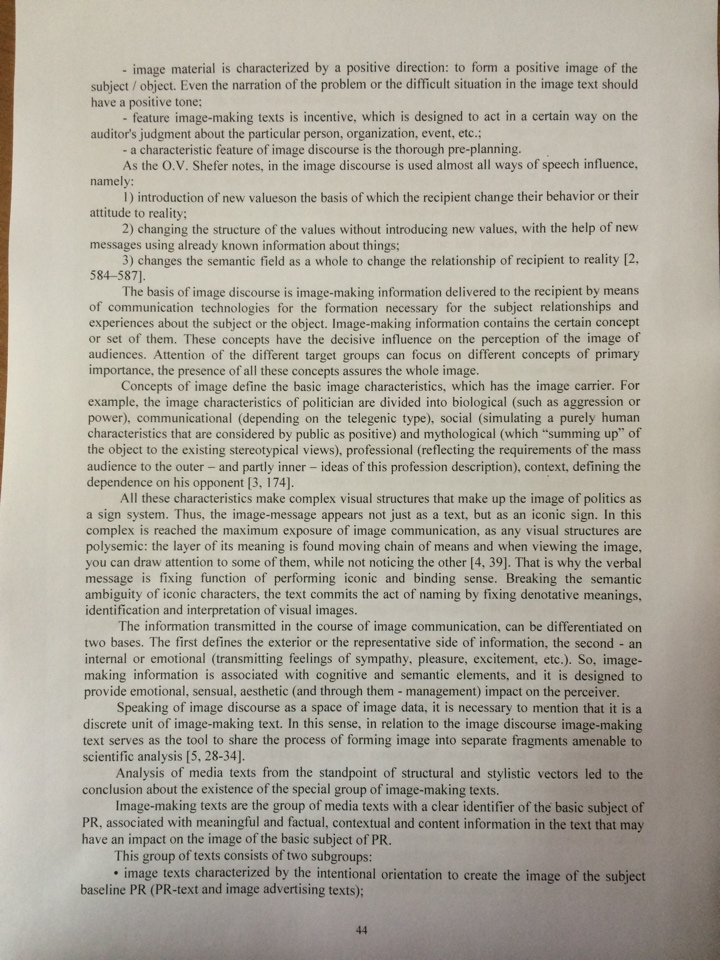 - image material is characterized by a positive direction: to form a positive image of the
subject / object. Even the narration of the problem or the difficult situation in the image text should
have a positive tone;
- feature image-making texts is incentive, which is designed to act in a certain way on the
auditor's judgment about the particular person, organization, event, etc.;
- a characteristic feature of image discourse is the thorough pre-planning.
As the O.V. Shefer notes, in the image discourse is used almost all ways of speech influence,
namely:
1) introduction of new valueson the basis of which the recipient change their behavior or their
attitude to reality;
2) changing the structure of the values without introducing new values, with the help of new
messages using already known information about things;
3) changes the semantic field as a whole to change the relationship of recipient to reality [2,
584–587].
The basis of image discourse is image-making information delivered to the recipient by means
of communication technologies for the formation necessary for the subject relationships and
experiences about the subject or the object. Image-making information contains the certain concept
or set of them. These concepts have the decisive influence on the perception of the image of
audiences. Attention of the different target groups can focus on different concepts of primary
importance, the presence of all these concepts assures the whole image.
Concepts of image define the basic image characteristics, which has the image carrier. For
example, the image characteristics of politician are divided into biological (such as aggression or
power), communicational (depending on the telegenic type), social (simulating a purely human
characteristics that are considered by public as positive) and mythological (which “summing up” of
the object to the existing stereotypical views), professional (reflecting the requirements of the mass
audience to the outer – and partly inner – ideas of this profession description), context, defining the
dependence on his opponent [3, 174].
All these characteristics make complex visual structures that make up the image of politics as
a sign system. Thus, the image-message appears not just as a text, but as an iconic sign. In this
complex is reached the maximum exposure of image communication, as any visual structures are
polysemic: the layer of its meaning is found moving chain of means and when viewing the image,
you can draw attention to some of them, while not noticing the other [4, 39]. That is why the verbal
message is fixing function of performing iconic and binding sense. Breaking the semantic
ambiguity of iconic characters, the text commits the act of naming by fixing denotative meanings,
identification and interpretation of visual images.
The information transmitted in the course of image communication, can be differentiated on
two bases. The first defines the exterior or the representative side of information, the second - an
internal or emotional (transmitting feelings of sympathy, pleasure, excitement, etc.). So, image-
making information is associated with cognitive and semantic elements, and it is designed to
provide emotional, sensual, aesthetic (and through them - management) impact on the perceiver.
Speaking of image discourse as a space of image data, it is necessary to mention that it is a
discrete unit of image-making text. In this sense, in relation to the image discourse image-making
text serves as the tool to share the process of forming image into separate fragments amenable to
scientific analysis [5, 28-34].
Analysis of media texts from the standpoint of structural and stylistic vectors led to the
conclusion about the existence of the special group of image-making texts.
Image-making texts are the group of media texts with a clear identifier of the basic subject of
PR, associated with meaningful and factual, contextual and content information in the text that may
have an impact on the image of the basic subject of PR.
This group of texts consists of two subgroups:
• image texts characterized by the intentional orientation to create the image of the subject
baseline PR (PR-text and image advertising texts);
44